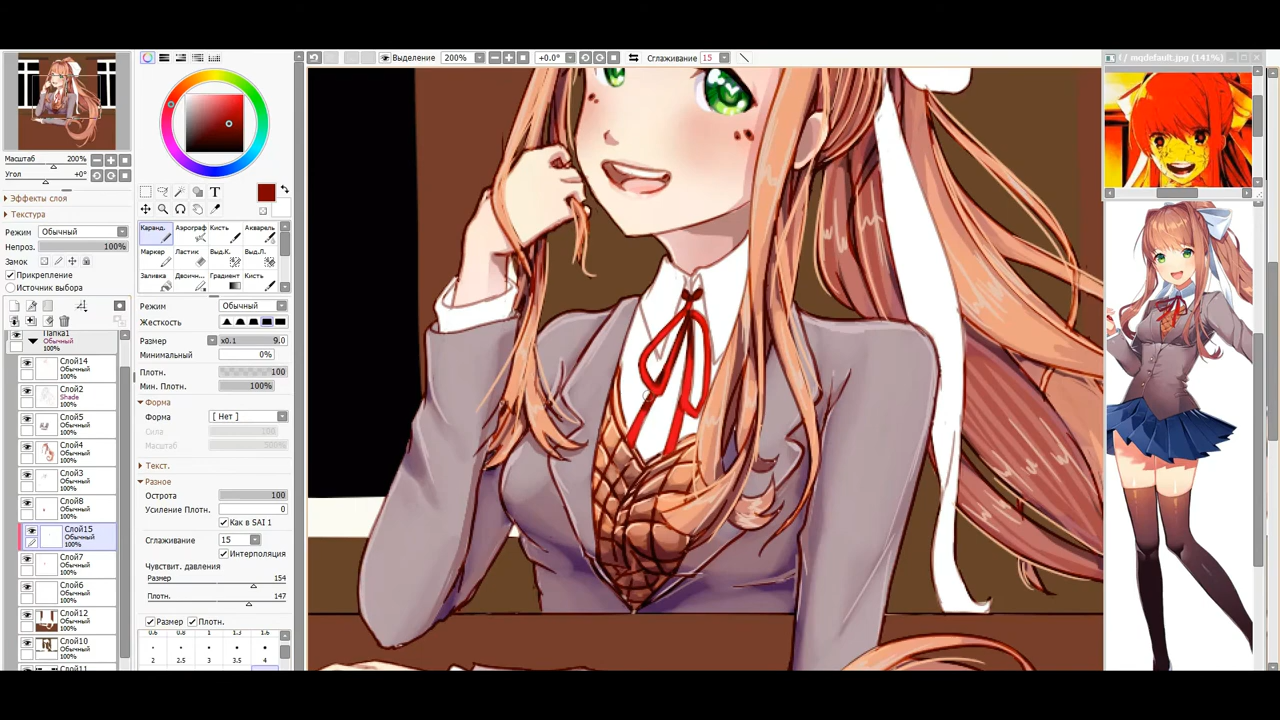 Выделение 200% +0.0° Сглаживание 15
/ mqdefault.jpg (141%)
Масштаб 200%
Угол +0°
Эффекты слоя
Текстура
Режим Обычный
Непроз. 100%
Замок
Прикрепление
Источник выбора
Папка1
Обычный
100%
Слой14
Обычный
100%
Слой2
Shade
100%
Слой5
Обычный
100%
Слой4
Обычный
100%
Слой3
Обычный
100%
Слой8
Обычный
100%
Слой15
Обычный
100%
Слой7
Обычный
100%
Слой6
Обычный
100%
Слой12
Обычный
100%
Слой10
Обычный
100%
Слой11
T
Каранд. Аэрограф Кисть Акварель
Маркер Ластик Выд.К. Выд.Л.
Заливка Двоичн... Градиент Кисть
Режим Обычный
Жесткость
Размер x0.1 9.0
Минимальный 0%
Плотн. 100
Мин. Плотн. 100%
Форма
Форма [ Нет ]
Сила 100
Масштаб 500%
Текст.
Разное
Острота 100
Усиление Плотн. 0
Как в SAI 1
Сглаживание 15
Интерполяция
Чувствит. давления
Размер 154
Плотн. 147
Размер Плотн.
0.6 0.8 1 1.3 1.6
2 2.5 3 3.5 4